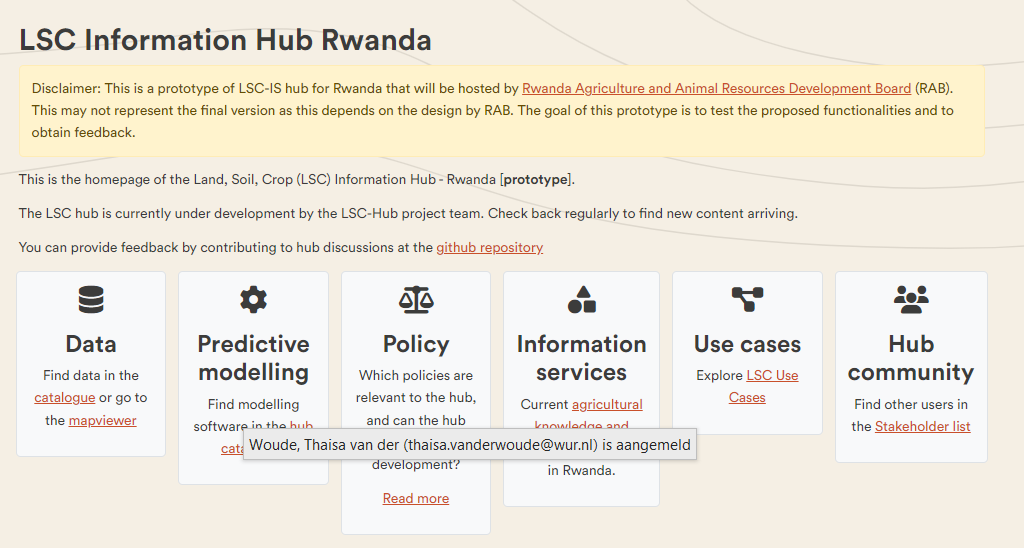 LSC Information Hub Rwanda
Disclaimer: This is a prototype of LSC-IS hub for Rwanda that will be hosted by Rwanda Agriculture and Animal Resources Development Board (RAB).
This may not represent the final version as this depends on the design by RAB. The goal of this prototype is to test the proposed functionalities and to
obtain feedback.
This is the homepage of the Land, Soil, Crop (LSC) Information Hub - Rwanda [prototype].
The LSC hub is currently under development by the LSC-Hub project team. Check back regularly to find new content arriving.
You can provide feedback by contributing to hub discussions at the github repository
Data
Find data in the
catalogue or go to
the mapviewer
Predictive
modelling
Find modelling
software in the hub
Policy
Which policies are
relevant to the hub,
and can the hub
development?
Read more
Information
services
Current agricultural
knowledge and
in Rwanda.
Use cases
Explore LSC Use
Cases
Hub
community
Find other users in
the Stakeholder list
Woude, Thaisa van der (thaisa.vanderwoude@wur.nl) is aangemeld